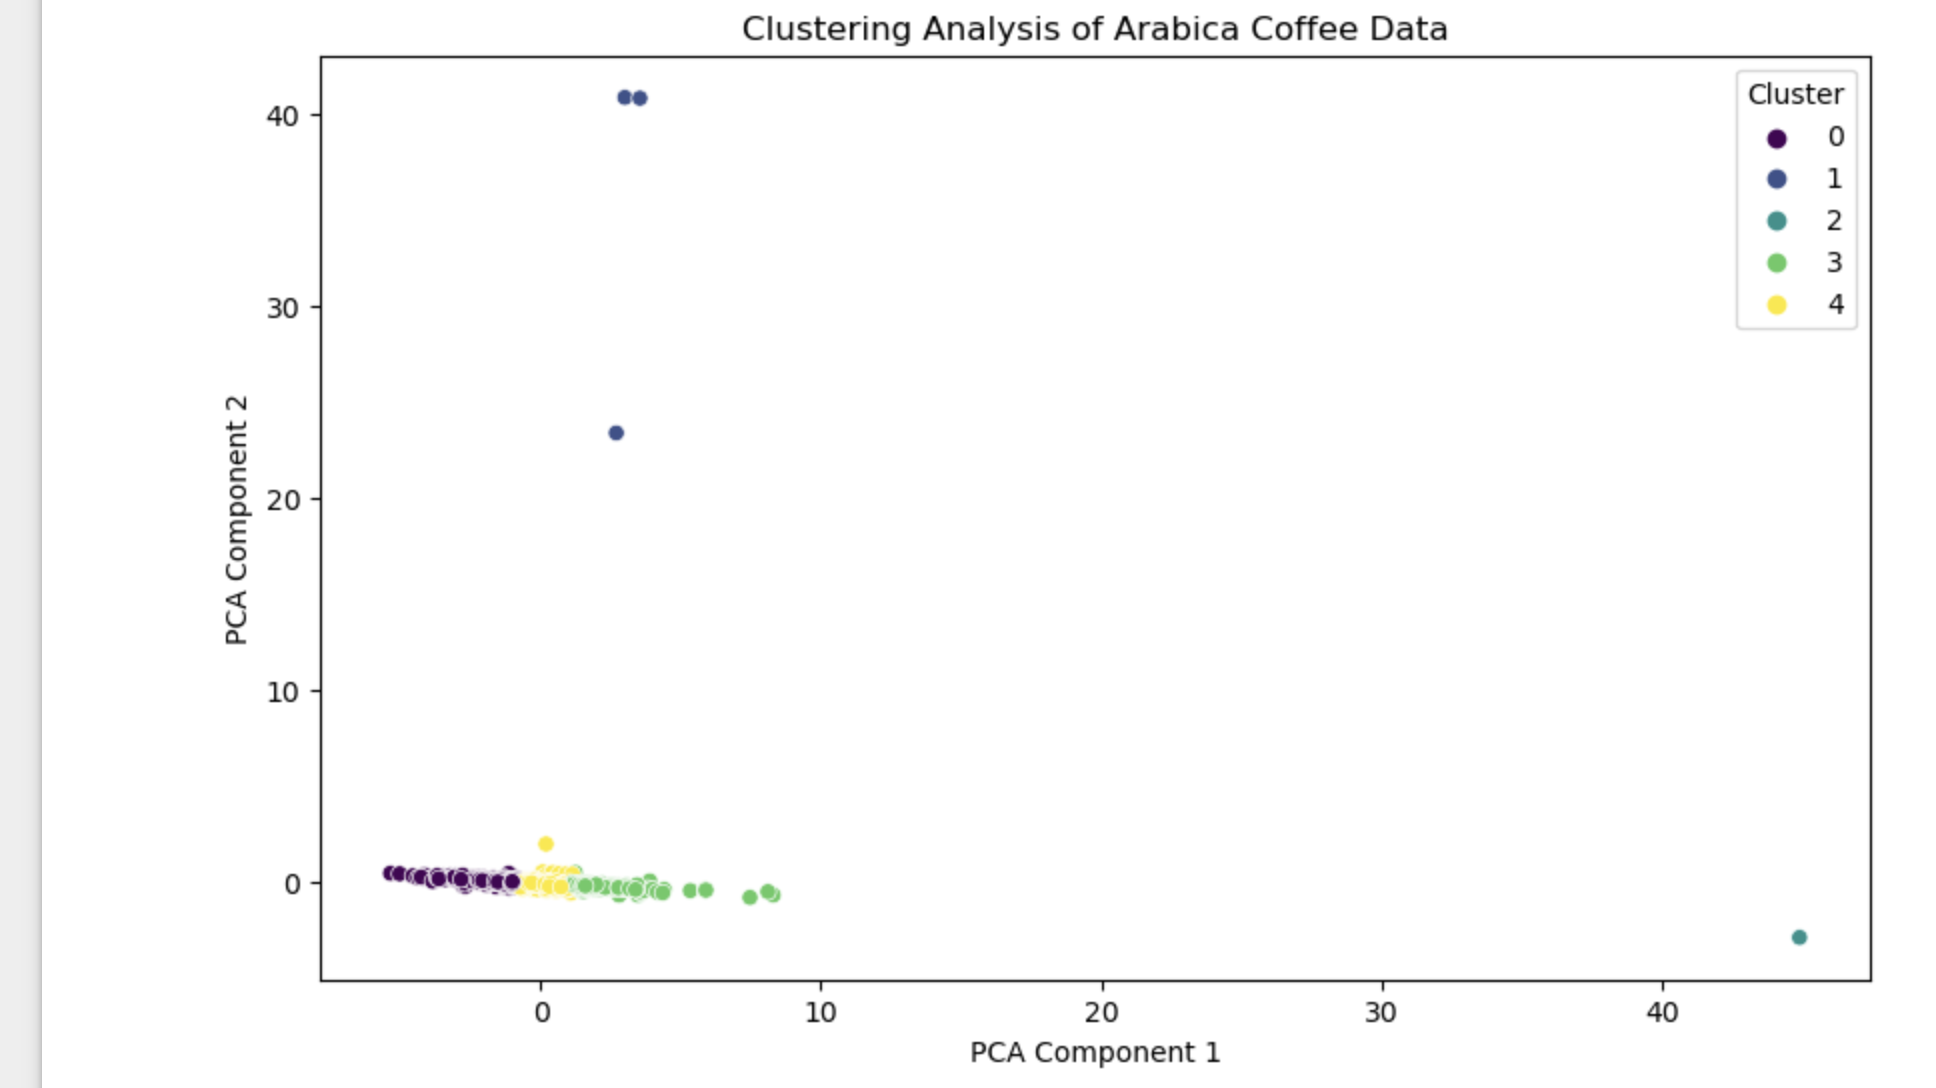 Clustering Analysis of Arabica Coffee Data
Cluster
0
1
2
3
4
PCA Component 2
40
30
20
10
0
0 10 20 30 40
PCA Component 1